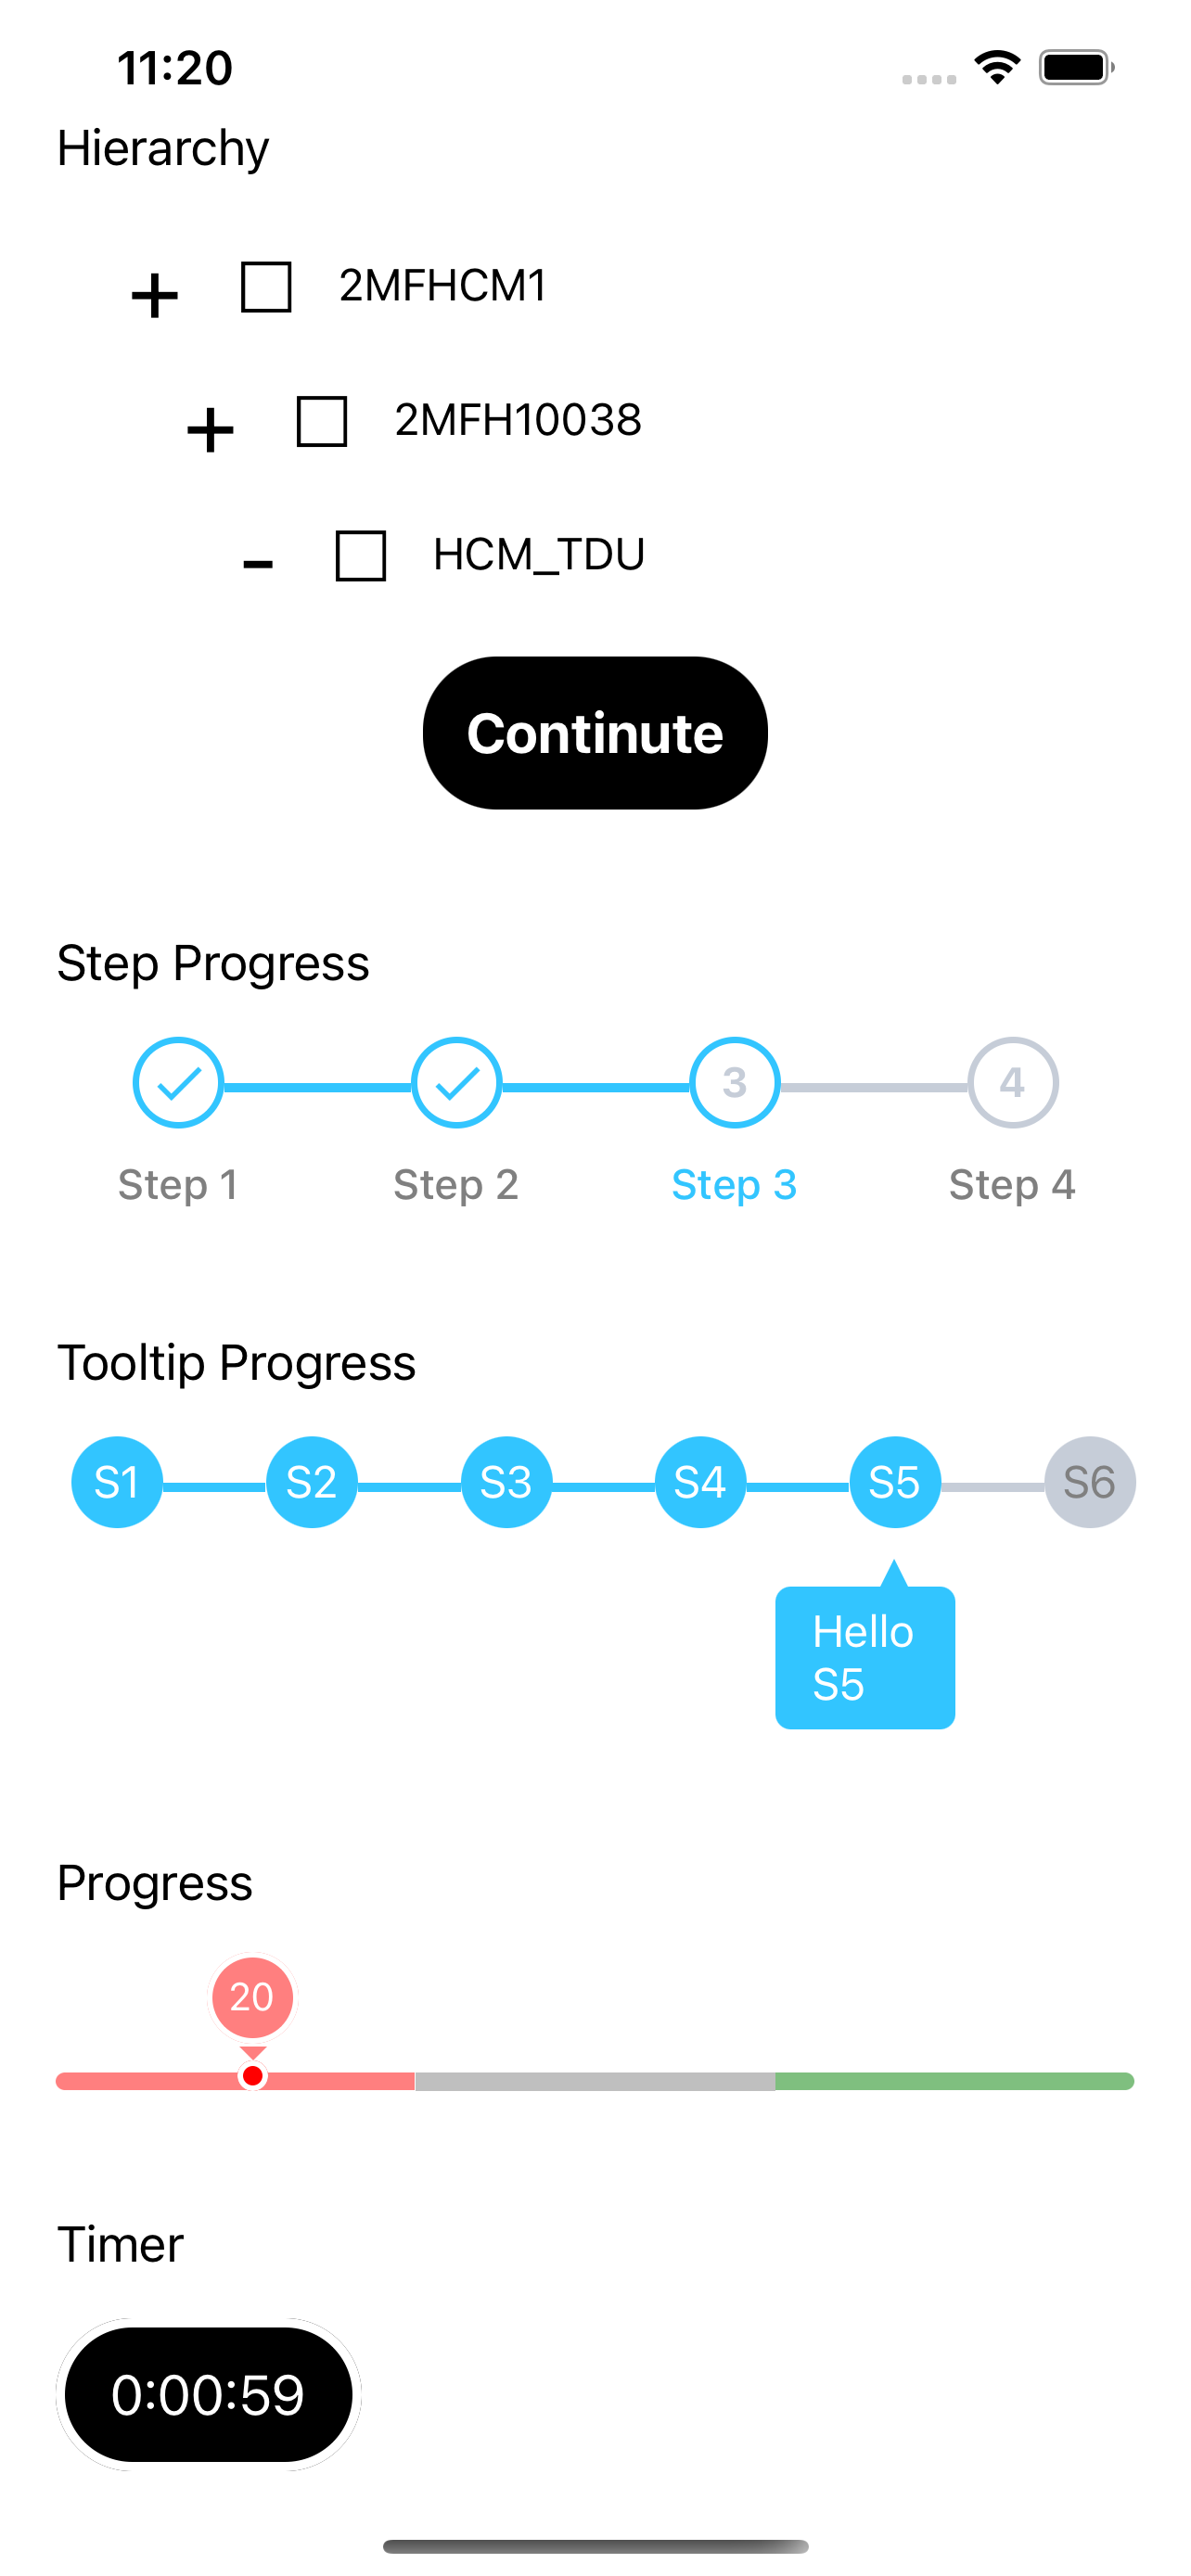 11:20
Hierarchy
+ 2MFHCM1
+ 2MFH10038
- HCM_TDU
Continute
Step Progress
3 4
Step 1 Step 2 Step 3 Step 4
Tooltip Progress
S1 S2 S3 S4 S5 S6
Hello
S5
Progress
20
Timer
0:00:59